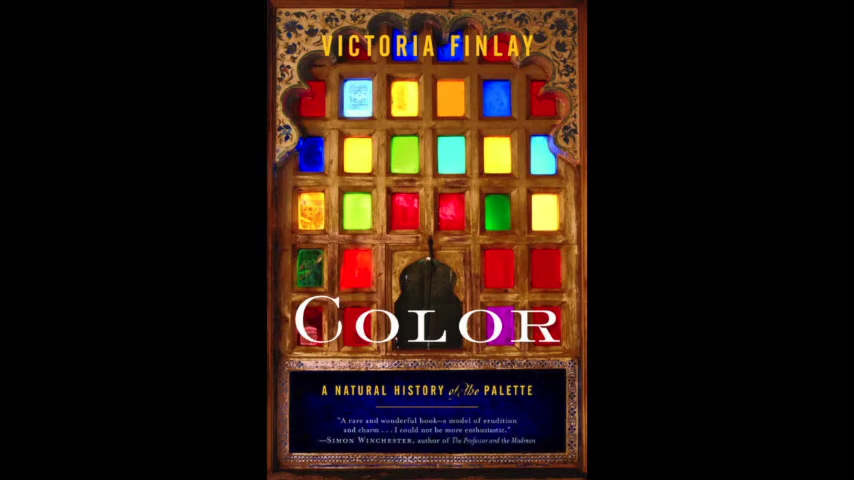 VICTORIA FINLAY
COLOR
A NATURAL HISTORY of the PALETTE
"A rare and wonderful book—a model of erudition
and charm . . . I could not be more enthusiastic."
—SIMON WINCHESTER, author of The Professor and the Madman